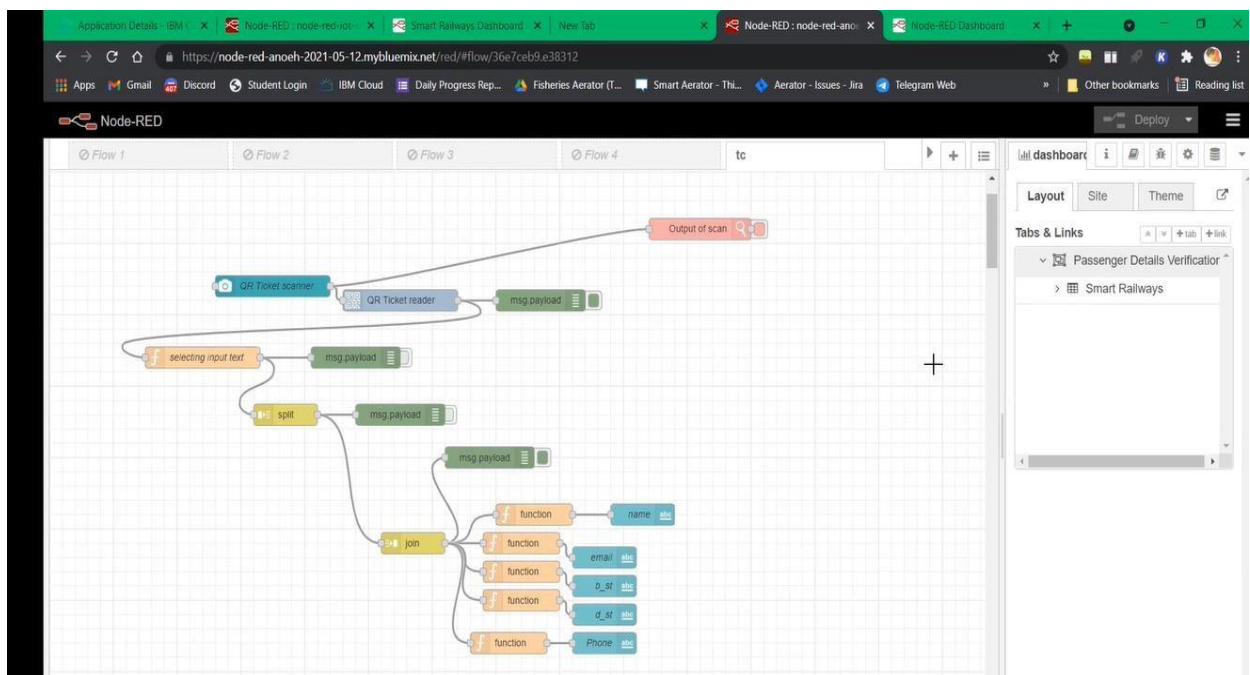 Application Details - IBM C
Node-RED : node-red-iot-
Smart Railways Dashboard
New Tab
Node-RED : node-red-anoe
Node-RED Dashboard
https://node-red-anoeh-2021-05-12.mybluemix.net/red/#flow/36e7ceb9.e38312
Apps
Gmail
Discord
Student Login
IBM Cloud
Daily Progress Rep...
Fisheries Aerator (T...
Smart Aerator - Thi...
Aerator - Issues - Jira
Telegram Web
»
Other bookmarks
Reading list
Node-RED
Deploy
Flow 1
Flow 2
Flow 3
Flow 4
tc
dashboard
Layout
Site
Theme
Tabs & Links
+tab
+link
Passenger Details Verification
Smart Railways
Output of scan
QR Ticket scanner
QR Ticket reader
msg.payload
selecting input text
msg.payload
split
msg.payload
msg.payload
function
name
abc
join
function
email
abc
function
b_st
abc
function
d_st
abc
function
Phone
abc